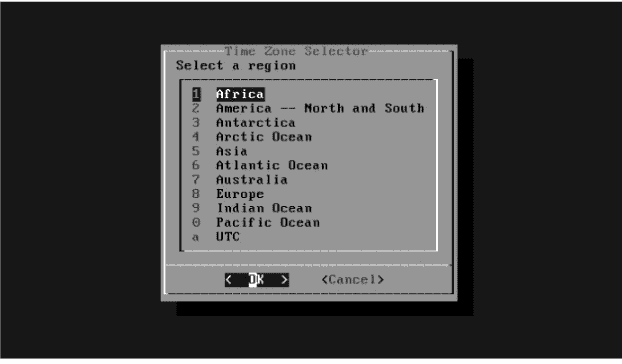 Time Zone Selector
Select a region
1 Africa
2 America -- North and South
3 Antarctica
4 Arctic Ocean
5 Asia
6 Atlantic Ocean
7 Australia
8 Europe
9 Indian Ocean
0 Pacific Ocean
a UTC
< OK > <Cancel>